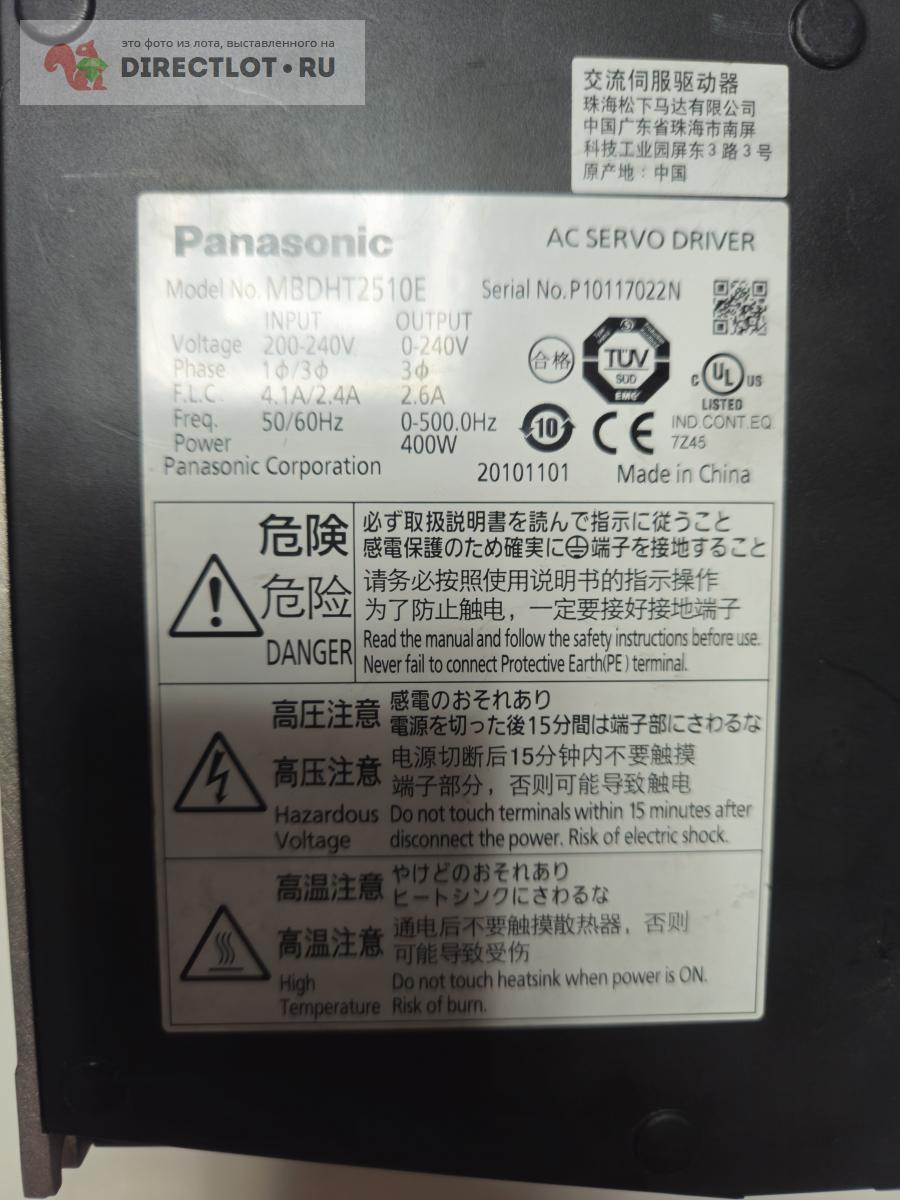 это фото из лота, выставленного на
DIRECTLOT•RU
交流伺服驱动器
珠海松下马达有限公司
中国广东省珠海市南屏
科技工业园屏东3路3号
原产地：中国
Panasonic AC SERVO DRIVER
Model No. MBDHT2510E Serial No. P10117022N
INPUT OUTPUT
Voltage 200-240V 0-240V
Phase 1ϕ/3ϕ 3ϕ
F.L.C. 4.1A/2.4A 2.6A
Freq. 50/60Hz 0-500.0Hz
Power 400W
合格
TÜV
SÜD
EMC
C UL US
LISTED
IND.CONT.EQ.
7Z45
10
CE
Panasonic Corporation 20101101 Made in China
危険
必ず取扱説明書を読んで指示に従うこと
感電保護のため確実に⏚端子を接地すること
危险
请务必按照使用说明书的指示操作
为了防止触电，一定要接好接地端子
DANGER
Read the manual and follow the safety instructions before use.
Never fail to connect Protective Earth(PE) terminal.
高圧注意
感電のおそれあり
電源を切った後15分間は端子部にさわるな
高压注意
电源切断后15分钟内不要触摸
端子部分，否则可能导致触电
Hazardous
Voltage
Do not touch terminals within 15 minutes after
disconnect the power. Risk of electric shock.
高温注意
やけどのおそれあり
ヒートシンクにさわるな
高温注意
通电后不要触摸散热器，否则
可能导致受伤
High
Temperature
Do not touch heatsink when power is ON.
Risk of burn.